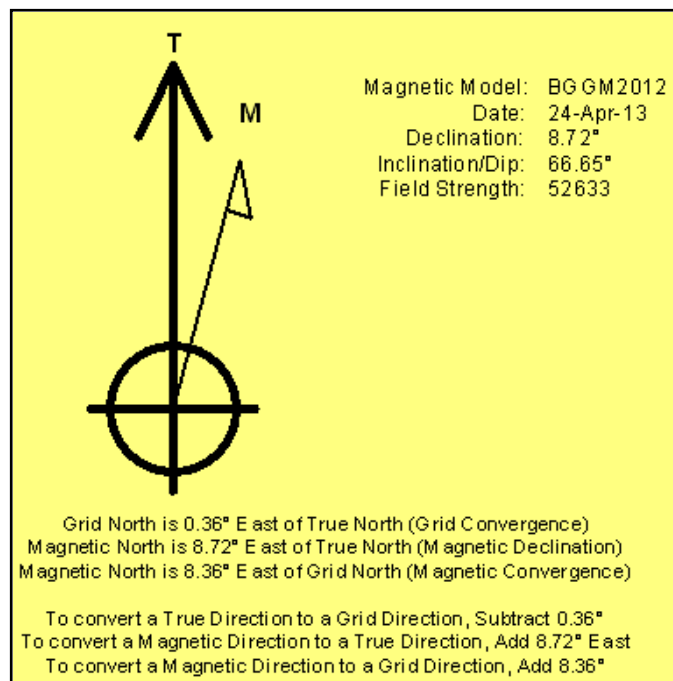 T
M
Magnetic Model: BGGM2012
Date: 24-Apr-13
Declination: 8.72°
Inclination/Dip: 66.65°
Field Strength: 52633
Grid North is 0.36° East of True North (Grid Convergence)
Magnetic North is 8.72° East of True North (Magnetic Declination)
Magnetic North is 8.36° East of Grid North (Magnetic Convergence)
To convert a True Direction to a Grid Direction, Subtract 0.36°
To convert a Magnetic Direction to a True Direction, Add 8.72° East
To convert a Magnetic Direction to a Grid Direction, Add 8.36°